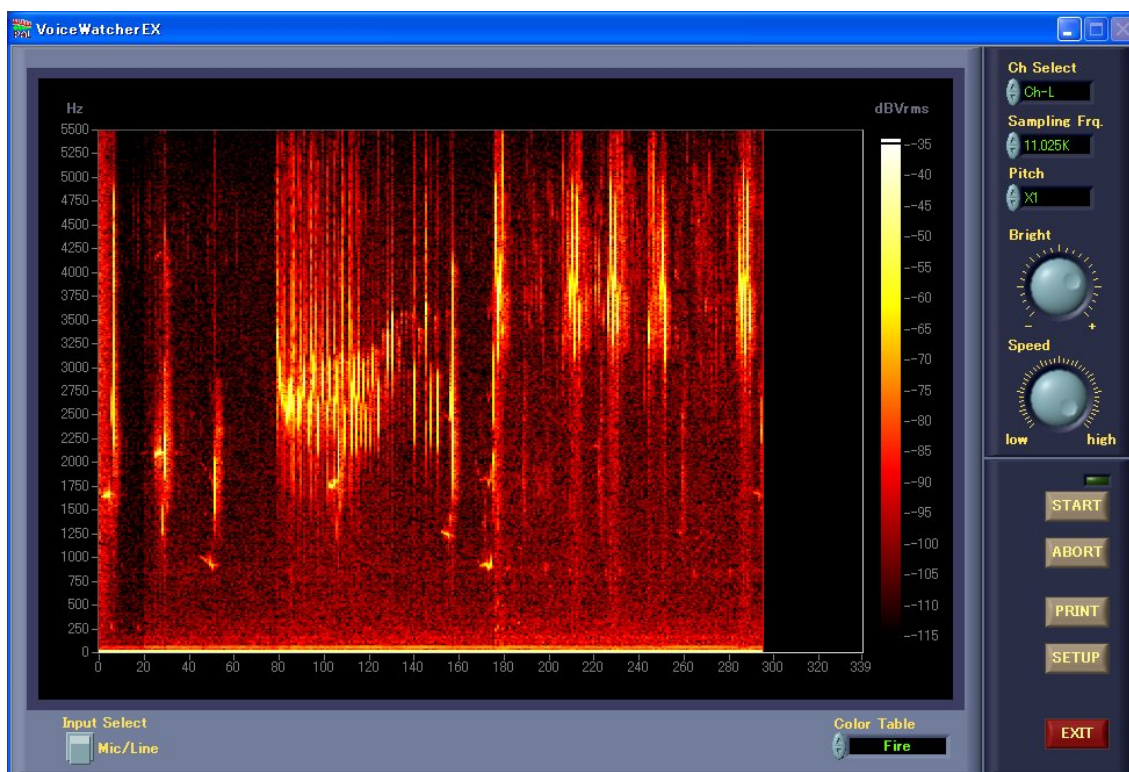 VoiceWatcherEX
Hz
dBVrms
5500
5250
5000
4750
4500
4250
4000
3750
3500
3250
3000
2750
2500
2250
2000
1750
1500
1250
1000
750
500
250
0
0 20 40 60 80 100 120 140 160 180 200 220 240 260 280 300 320 339
--35
--40
--45
--50
--55
--60
--65
--70
--75
--80
--85
--90
--95
--100
--105
--110
--115
Input Select
Mic/Line
Color Table
Fire
Ch Select
Ch-L
Sampling Frq.
11.025K
Pitch
X1
Bright
- +
Speed
low high
START
ABORT
PRINT
SETUP
EXIT